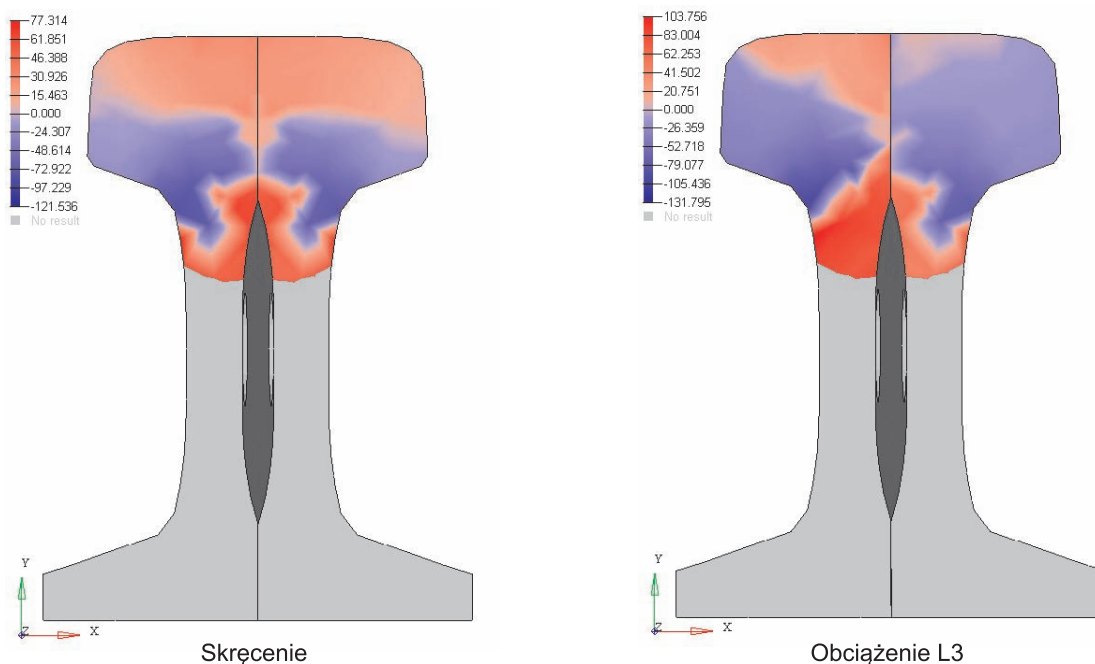 77.314
61.851
46.388
30.926
15.463
0.000
-24.307
-48.614
-72.922
-97.229
-121.536
No result
Y
Z
X
Skręcenie
103.756
83.004
62.253
41.502
20.751
0.000
-26.359
-52.718
-79.077
-105.436
-131.795
No result
Y
Z
X
Obciążenie L3